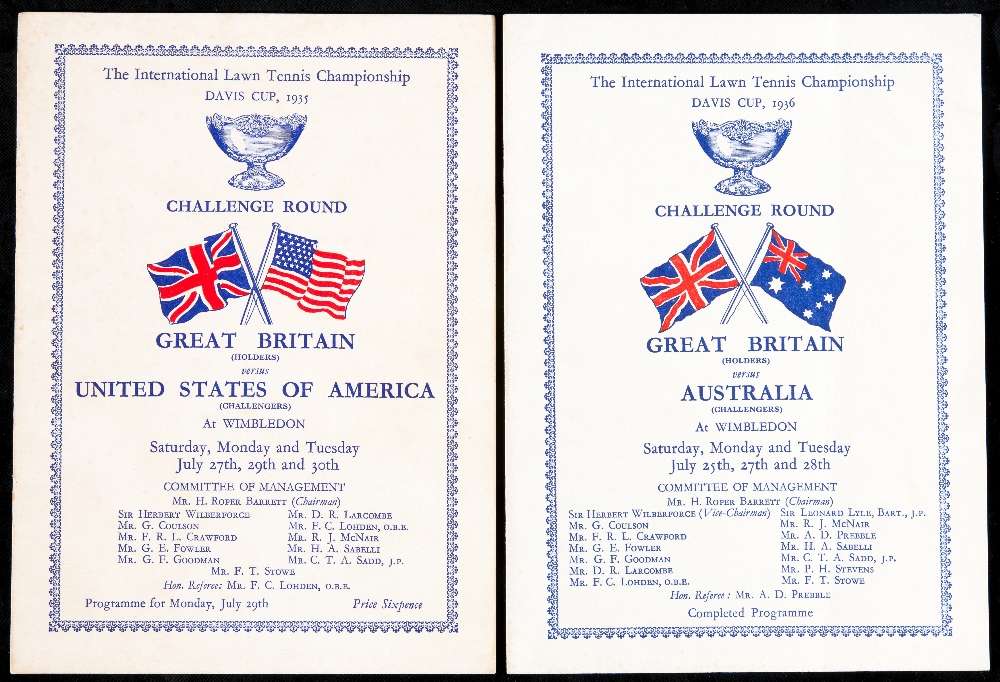 The International Lawn Tennis Championship
DAVIS CUP, 1935
CHALLENGE ROUND
GREAT BRITAIN
(HOLDERS)
versus
UNITED STATES OF AMERICA
(CHALLENGERS)
At WIMBLEDON
Saturday, Monday and Tuesday
July 27th, 29th and 30th
COMMITTEE OF MANAGEMENT
MR. H. ROPER BARRETT (Chairman)
SIR HERBERT WILBERFORCE MR. D. R. LARCOMBE
MR. G. COULSON MR. F. C. LOHDEN, O.B.E.
MR. F. R. L. CRAWFORD MR. R. J. MCNAIR
MR. G. E. FOWLER MR. H. A. SABELLI
MR. G. F. GOODMAN MR. C. T. A. SADD, J.P.
MR. F. T. STOWE
Hon. Referee: MR. F. C. LOHDEN, O.B.E.
Programme for Monday, July 29th Price Sixpence
The International Lawn Tennis Championship
DAVIS CUP, 1936
CHALLENGE ROUND
GREAT BRITAIN
(HOLDERS)
versus
AUSTRALIA
(CHALLENGERS)
At WIMBLEDON
Saturday, Monday and Tuesday
July 25th, 27th and 28th
COMMITTEE OF MANAGEMENT
MR. H. ROPER BARRETT (Chairman)
SIR HERBERT WILBERFORCE (Vice-Chairman) SIR LEONARD LYLE, BART., J.P.
MR. G. COULSON MR. R. J. MCNAIR
MR. F. R. L. CRAWFORD MR. A. D. PREBBLE
MR. G. E. FOWLER MR. H. A. SABELLI
MR. G. F. GOODMAN MR. C. T. A. SADD, J.P.
MR. D. R. LARCOMBE MR. P. H. STEVENS
MR. F. C. LOHDEN, O.B.E. MR. F. T. STOWE
Hon. Referee: MR. A. D. PREBBLE
Completed Programme